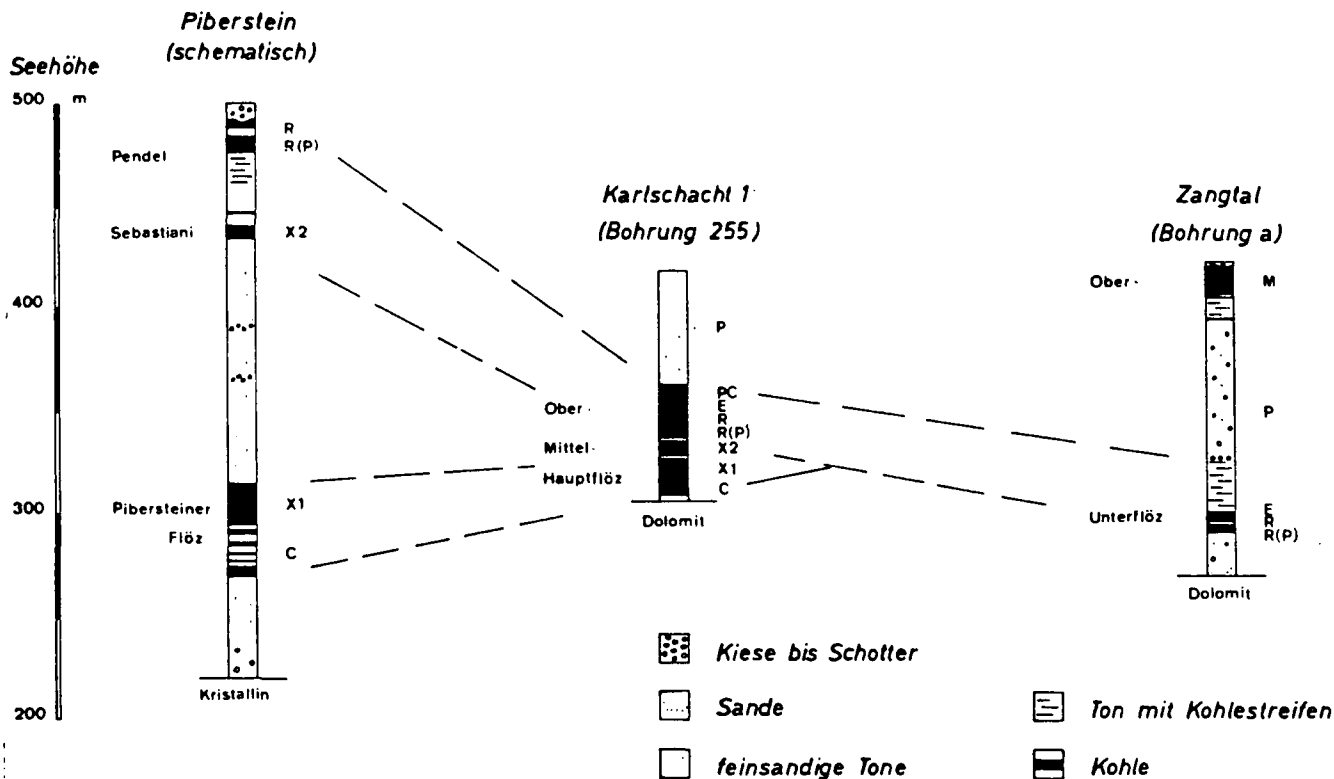 Piberstein
(schematisch)
Seehöhe
500 m
400
300
200
Pendel
Sebastiani
Pibersteiner
Flöz
R
R(P)
X2
X1
C
Kristallin
Karlschacht 1
(Bohrung 255)
Ober-
Mittel-
Hauptflöz
P
PC
E
R
R(P)
X2
X1
C
Dolomit
Zangtal
(Bohrung a)
Ober-
Unterflöz
M
P
E
R
R(P)
Dolomit
Kiese bis Schotter
Sande
feinsandige Tone
Ton mit Kohlestreifen
Kohle